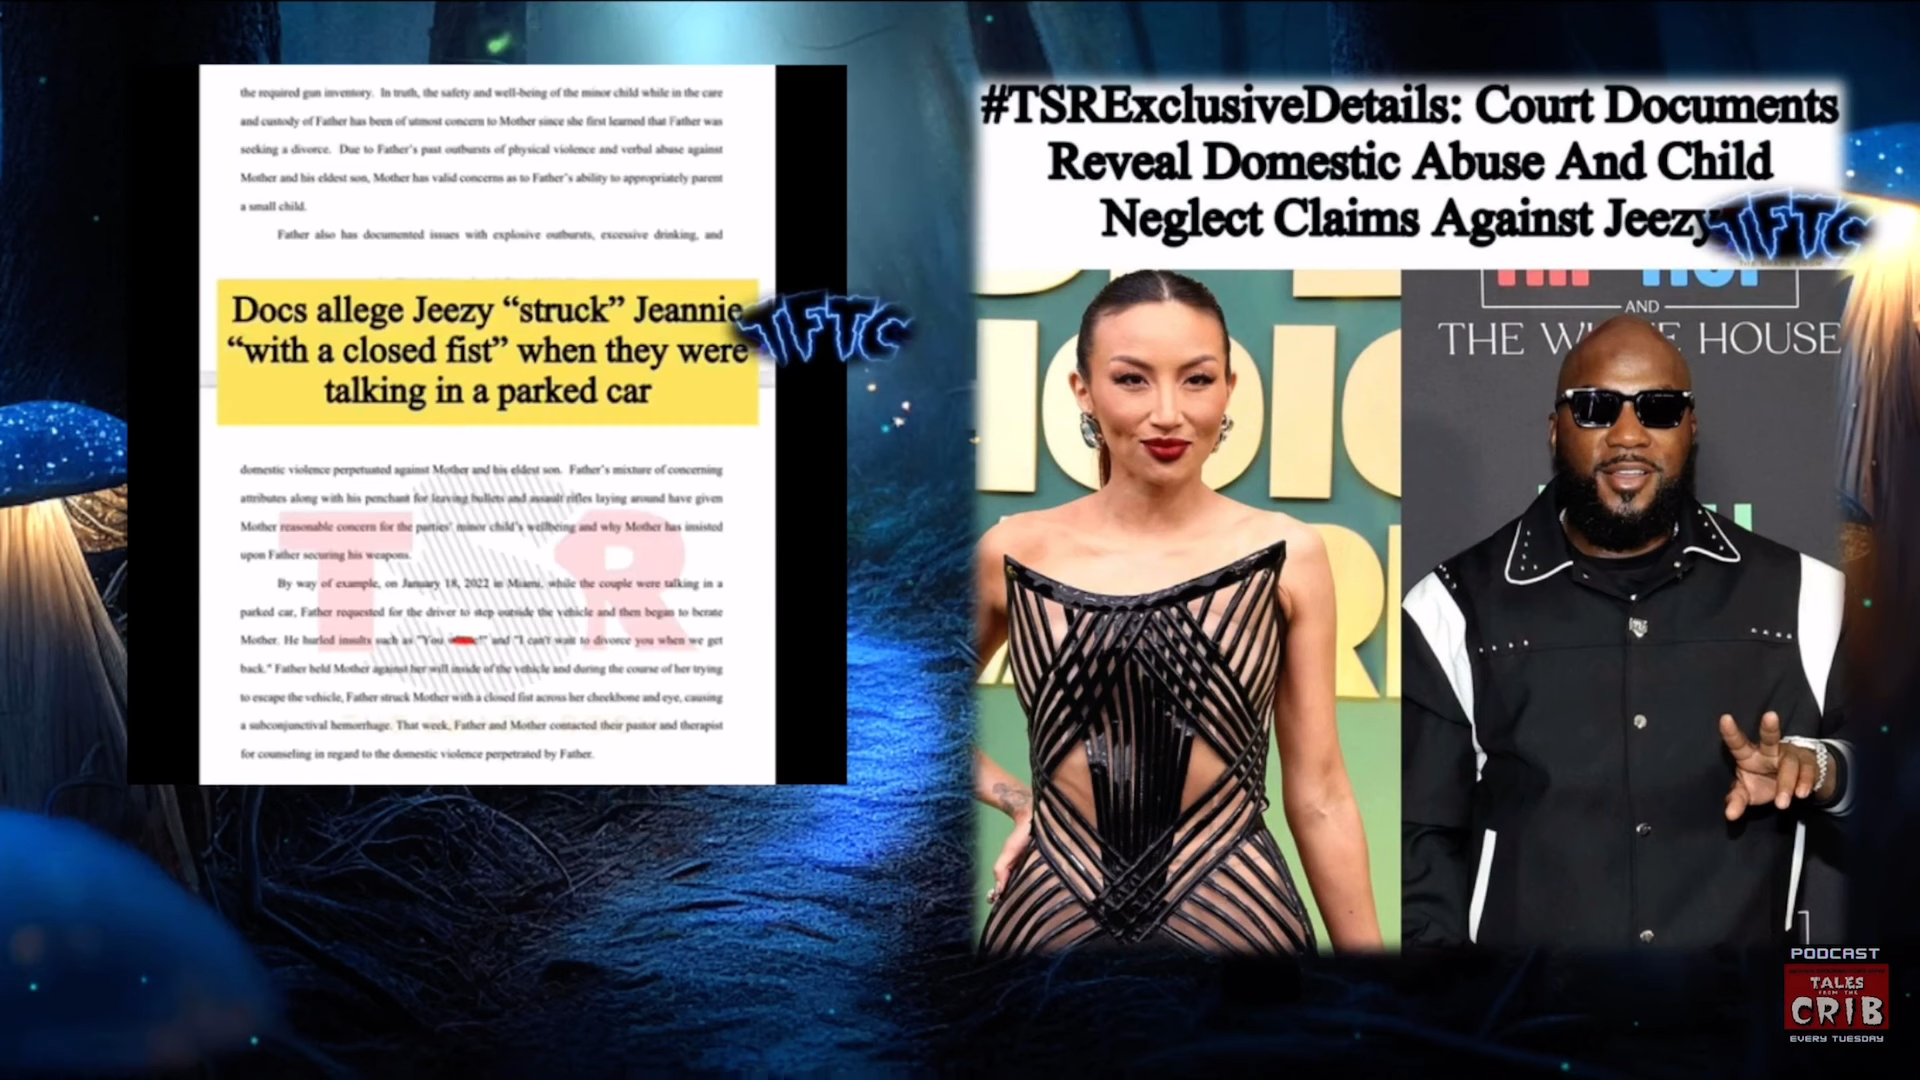 the required gun inventory. In truth, the safety and well-being of the minor child while in the care
and custody of Father has been of utmost concern to Mother since she first learned that Father was
seeking a divorce. Due to Father's past outbursts of physical violence and verbal abuse against
Mother and his eldest son, Mother has valid concerns as to Father's ability to appropriately parent
a small child.
Father also has documented issues with explosive outbursts, excessive drinking, and
Docs allege Jeezy “struck” Jeannie
“with a closed fist” when they were
talking in a parked car
TFTC
domestic violence perpetuated against Mother and his eldest son. Father's mixture of concerning
attributes along with his penchant for leaving bullets and assault rifles laying around have given
Mother reasonable concern for the parties' minor child's wellbeing and why Mother has insisted
upon Father securing his weapons.
By way of example, on January 18, 2022 in Miami, while the couple were talking in a
parked car, Father requested for the driver to step outside the vehicle and then began to berate
Mother. He hurled insults such as "You !" and "I can't wait to divorce you when we get
back." Father held Mother against her will inside of the vehicle and during the course of her trying
to escape the vehicle, Father struck Mother with a closed fist across her cheekbone and eye, causing
a subconjunctival hemorrhage. That week, Father and Mother contacted their pastor and therapist
for counseling in regard to the domestic violence perpetrated by Father.
TSR
#TSRExclusiveDetails: Court Documents
Reveal Domestic Abuse And Child
Neglect Claims Against Jeezy
TFTC
AND
THE WHITE HOUSE
PODCAST
TALES
FROM THE
CRIB
EVERY TUESDAY